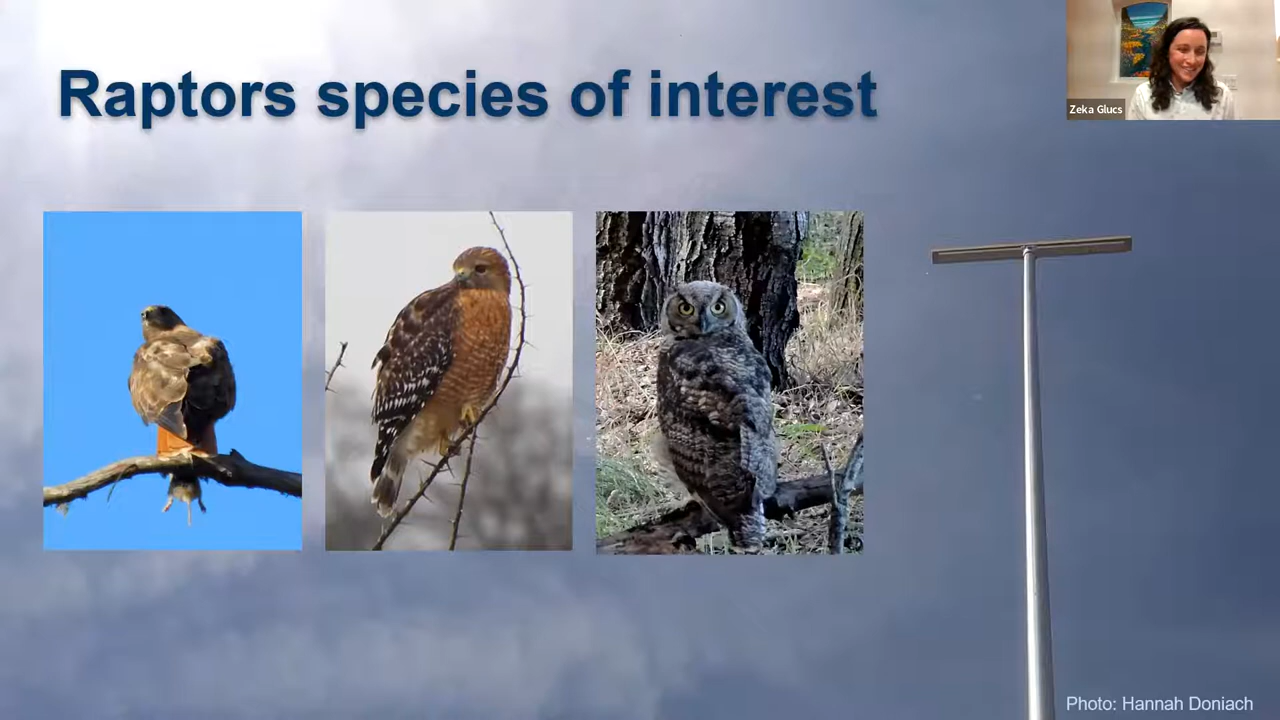 Raptors species of interest
Zeka Glucs
Photo: Hannah Doniach